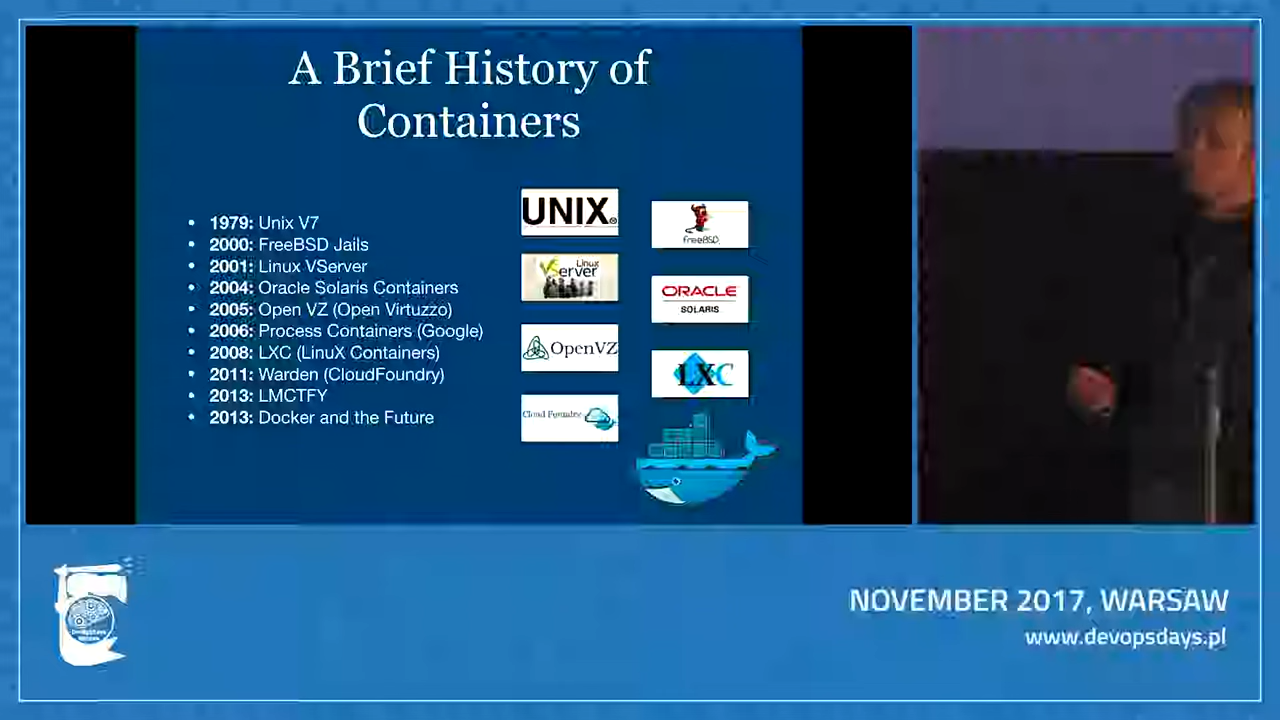 A Brief History of
Containers
• 1979: Unix V7
• 2000: FreeBSD Jails
• 2001: Linux VServer
• 2004: Oracle Solaris Containers
• 2005: Open VZ (Open Virtuzzo)
• 2006: Process Containers (Google)
• 2008: LXC (LinuX Containers)
• 2011: Warden (CloudFoundry)
• 2013: LMCTFY
• 2013: Docker and the Future
UNIX®
FreeBSD
Linux
VServer
ORACLE
SOLARIS
OpenVZ
LXC
Cloud Foundry
DevOpsDays
NOVEMBER 2017, WARSAW
www.devopsdays.pl